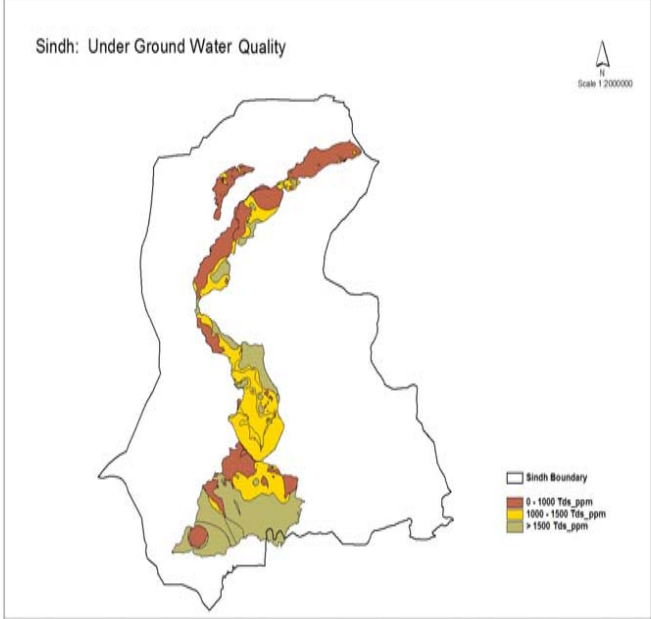 Sindh: Under Ground Water Quality
N
Scale 1:2000000
Sindh Boundary
0 - 1000 Tds_ppm
1000 - 1500 Tds_ppm
> 1500 Tds_ppm